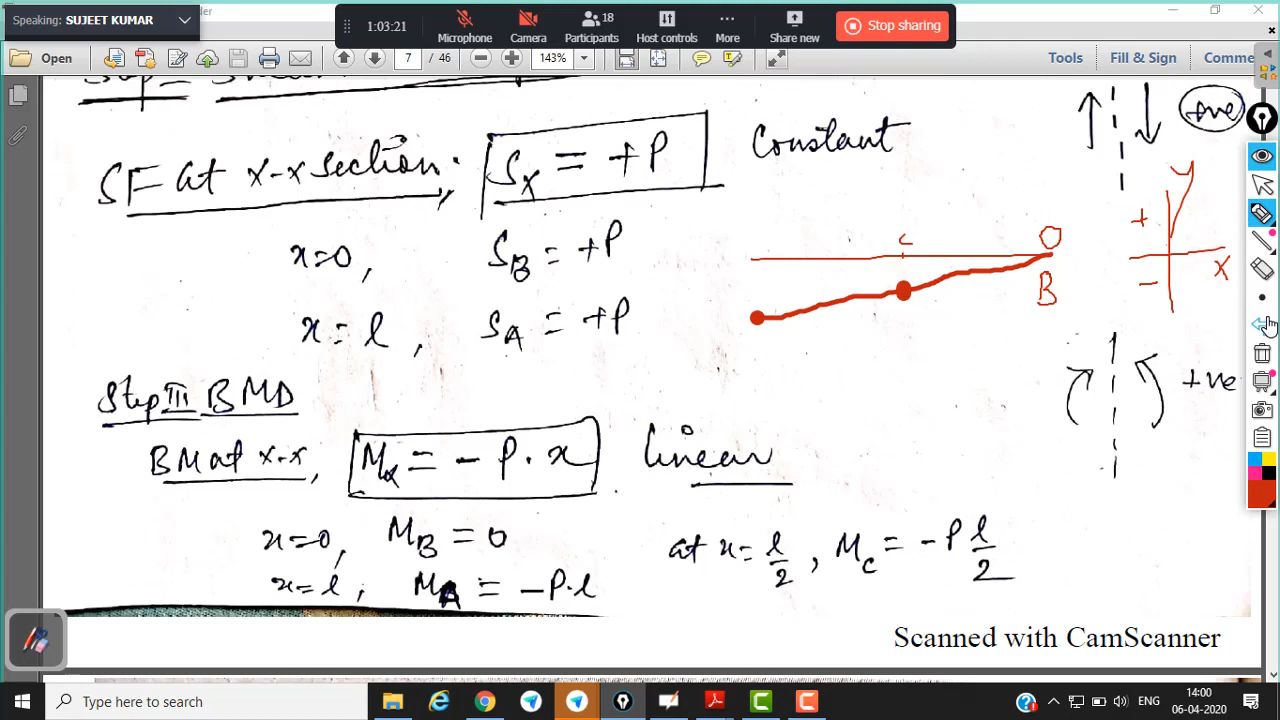 Speaking: SUJEET KUMAR
1:03:21
Microphone
Camera
18
Participants
Host controls
More
Share new
Stop sharing
Open
7 / 46
143%
Tools
Fill & Sign
Comme
SF at x-x section; Sx = +P Constant
+ve
x=0, SB = +P
x = l, SA = +P
c
O
B
Y
+
X
-
+ve
Step III BMD
BM at x-x, Mx = - P . x linear
x=0, MB = 0
x=l; MA = -P.l
at x = l/2, Mc = -P l/2
Scanned with CamScanner
Type here to search
ENG
14:00
06-04-2020